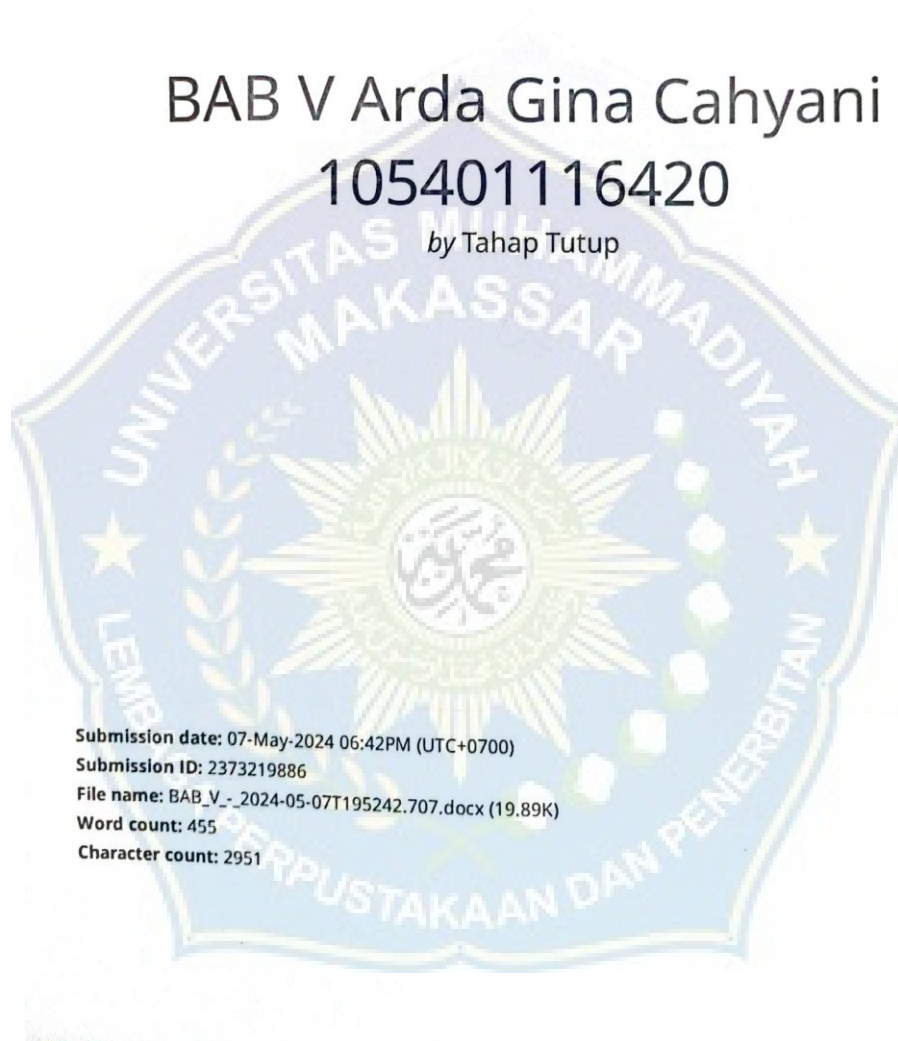 BAB V Arda Gina Cahyani
105401116420
by Tahap Tutup
UNIVERSITAS MUHAMMADIYAH
MAKASSAR
محمد
Submission date: 07-May-2024 06:42PM (UTC+0700)
Submission ID: 2373219886
File name: BAB_V_-_2024-05-07T195242.707.docx (19.89K)
Word count: 455
Character count: 2951
PERPUSTAKAAN DAN PENERBITAN